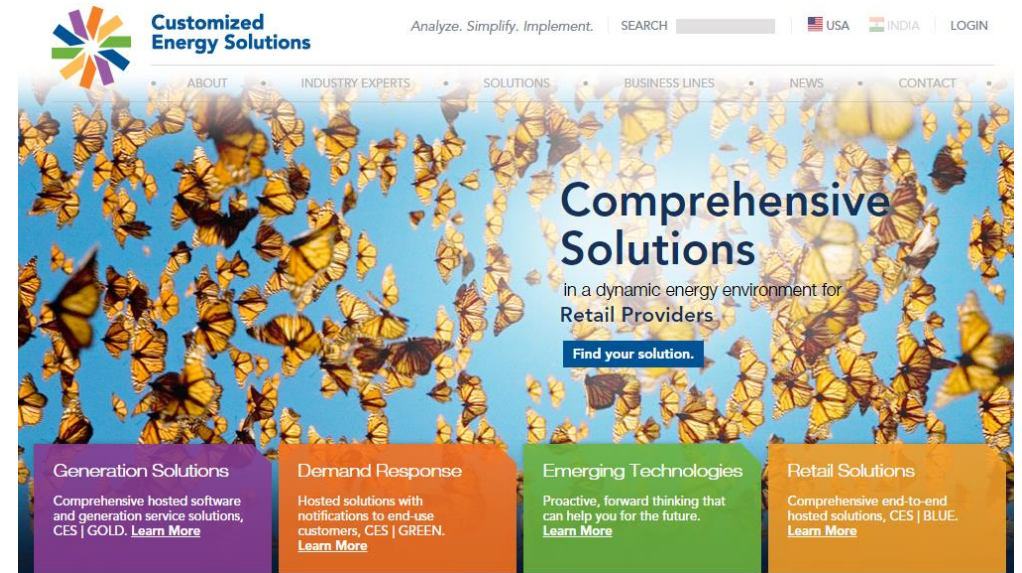 Customized
Energy Solutions
Analyze. Simplify. Implement.
SEARCH
USA
INDIA
LOGIN
• ABOUT • INDUSTRY EXPERTS • SOLUTIONS • BUSINESS LINES • NEWS • CONTACT •
Comprehensive
Solutions
in a dynamic energy environment for
Retail Providers
Find your solution.
Generation Solutions
Comprehensive hosted software
and generation service solutions,
CES | GOLD. Learn More
Demand Response
Hosted solutions with
notifications to end-use
customers, CES | GREEN.
Learn More
Emerging Technologies
Proactive, forward thinking that
can help you for the future.
Learn More
Retail Solutions
Comprehensive end-to-end
hosted solutions, CES | BLUE.
Learn More